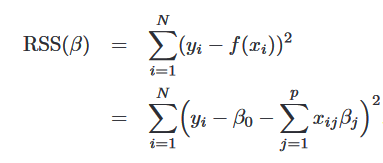 RSS(β) = ∑_{i=1}^{N} (y_i − f(x_i))²
= ∑_{i=1}^{N} (y_i − β_0 − ∑_{j=1}^{p} x_{ij}β_j)²